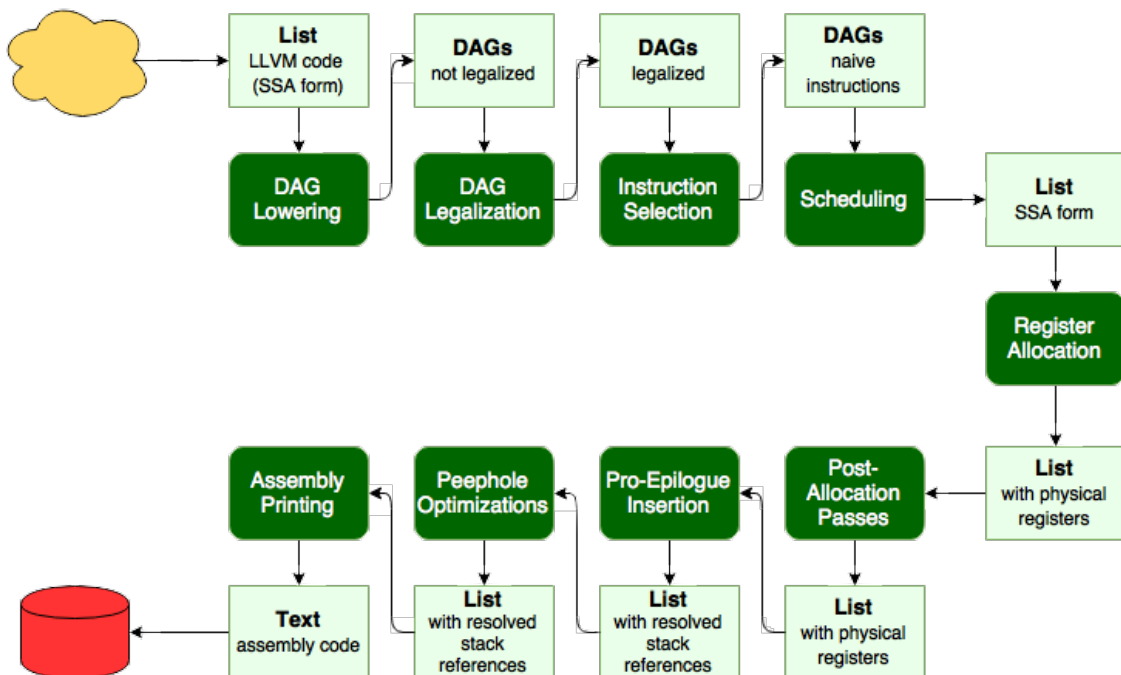 List
LLVM code
(SSA form)
DAGs
not legalized
DAGs
legalized
DAGs
naive
instructions
DAG
Lowering
DAG
Legalization
Instruction
Selection
Scheduling
List
SSA form
Register
Allocation
List
with physical
registers
Post-
Allocation
Passes
Pro-Epilogue
Insertion
Peephole
Optimizations
Assembly
Printing
List
with physical
registers
List
with resolved
stack
references
List
with resolved
stack
references
Text
assembly code